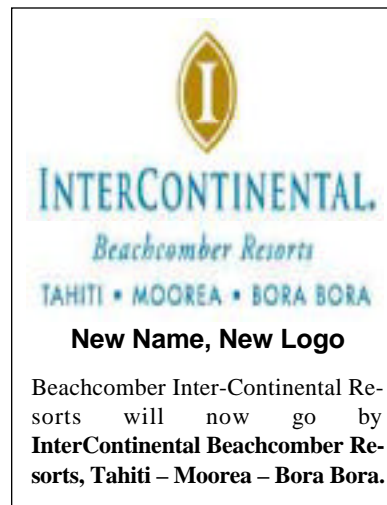 I
INTERCONTINENTAL.
Beachcomber Resorts
TAHITI • MOOREA • BORA BORA
New Name, New Logo
Beachcomber Inter-Continental Re-
sorts will now go by
InterContinental Beachcomber Re-
sorts, Tahiti – Moorea – Bora Bora.